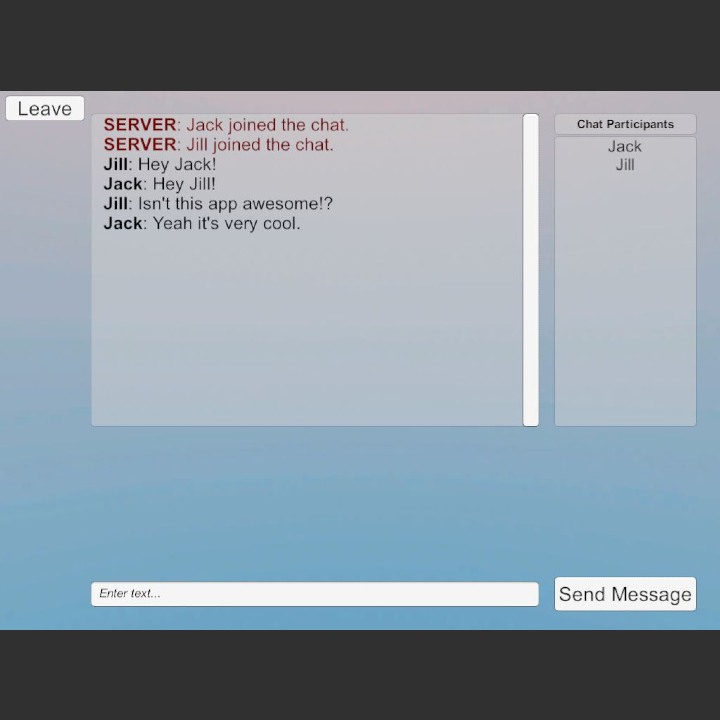 Leave
SERVER: Jack joined the chat.
SERVER: Jill joined the chat.
Jill: Hey Jack!
Jack: Hey Jill!
Jill: Isn't this app awesome!?
Jack: Yeah it's very cool.
Chat Participants
Jack
Jill
Enter text...
Send Message